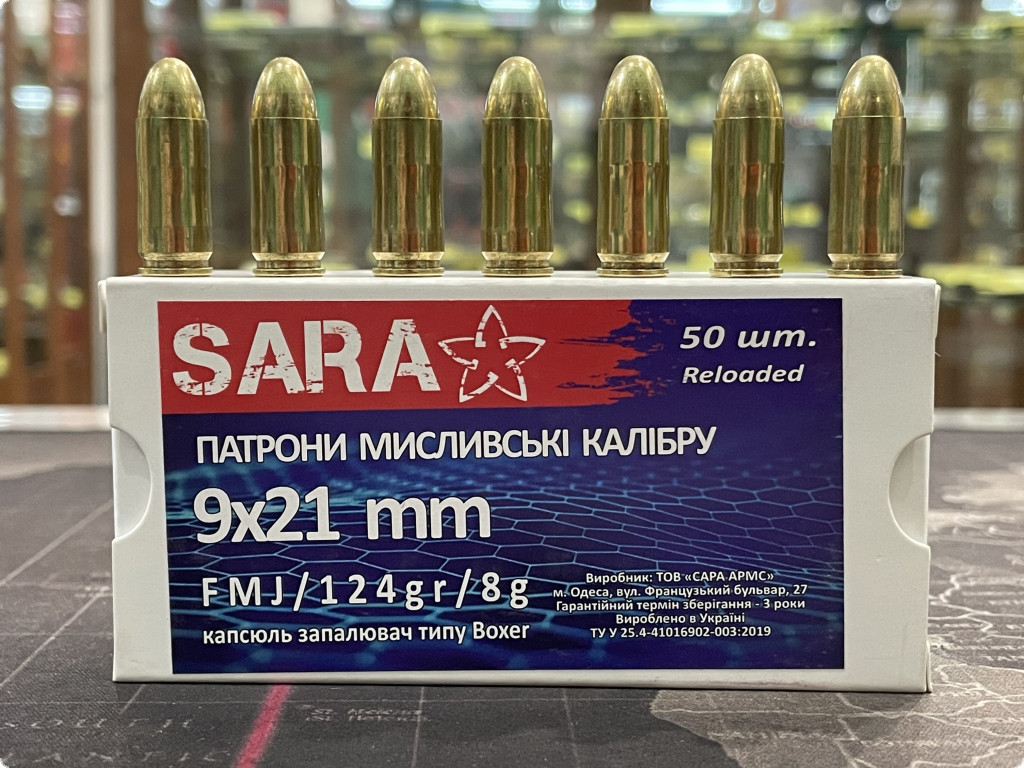 SARA
50 шт.
Reloaded
ПАТРОНИ МИСЛИВСЬКІ КАЛІБРУ
9x21 mm
FMJ/124gr/8g
капсюль запалювач типу Boxer
Виробник: ТОВ «САРА АРМС»
м. Одеса, вул. Французький бульвар, 27
Гарантійний термін зберігання - 3 роки
Вироблено в Україні
ТУ У 25.4-41016902-003:2019